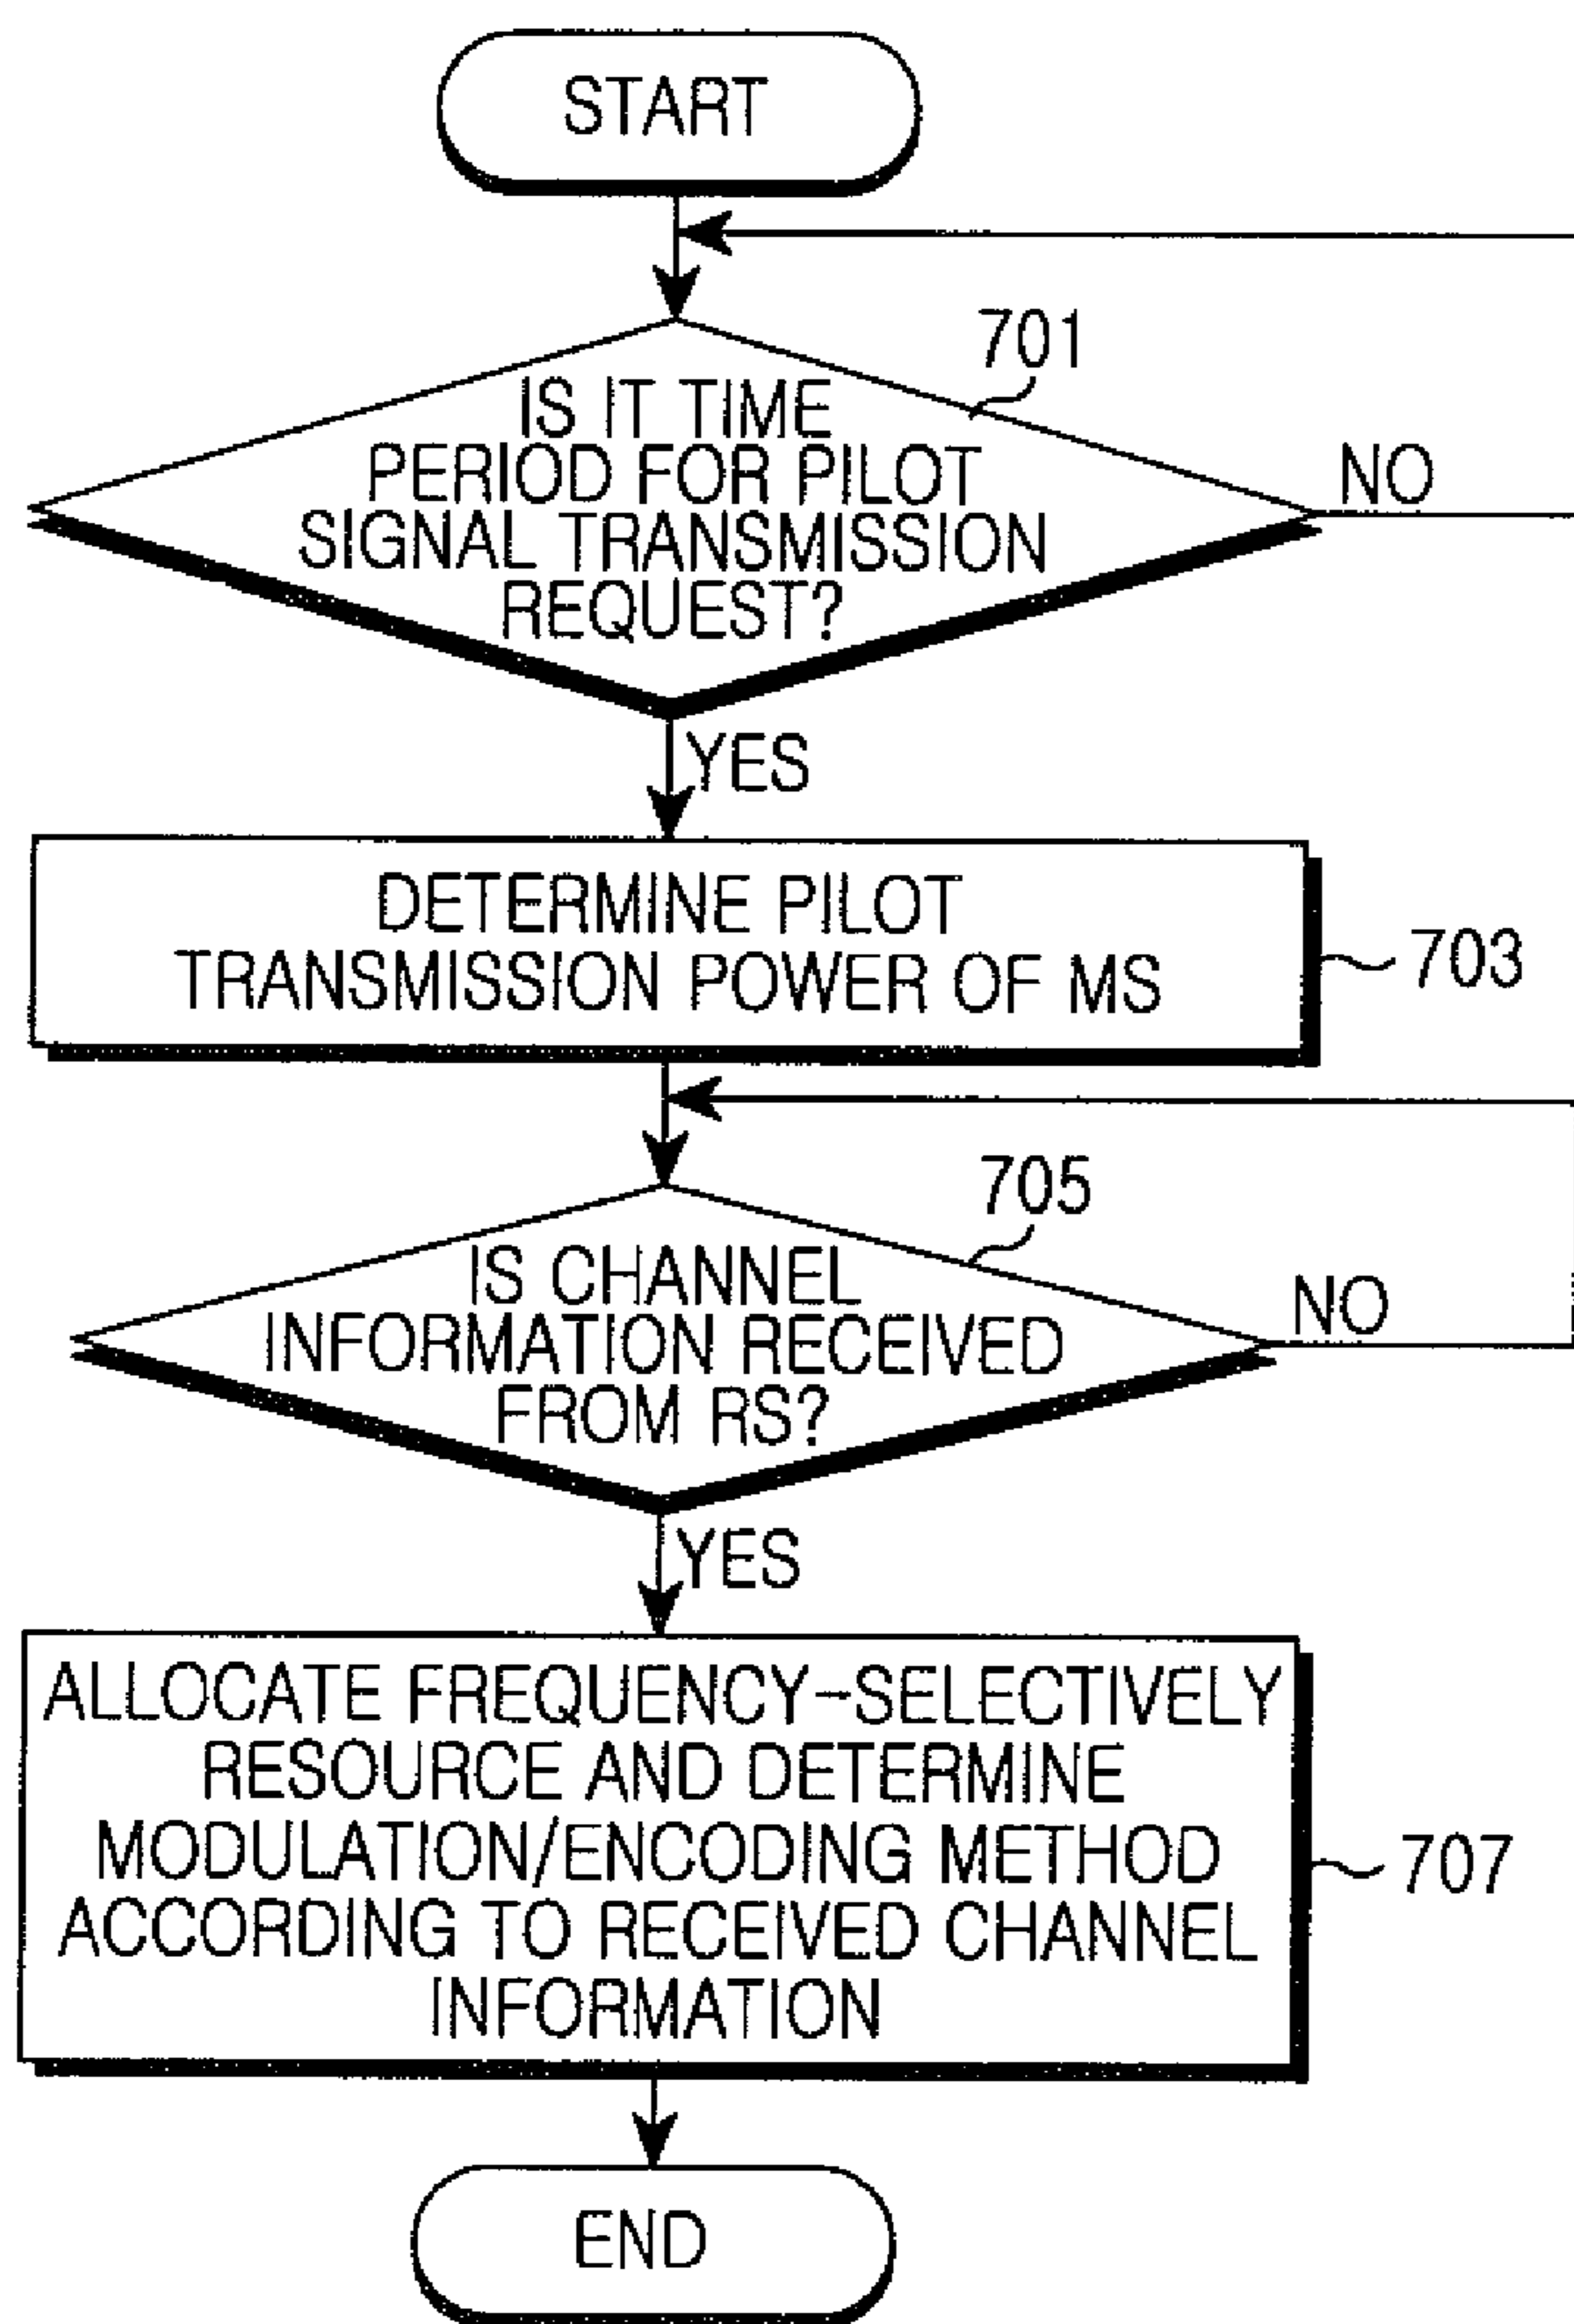 START
701
IS IT TIME
PERIOD FOR PILOT
SIGNAL TRANSMISSION
REQUEST?
NO
YES
DETERMINE PILOT
TRANSMISSION POWER OF MS
703
705
IS CHANNEL
INFORMATION RECEIVED
FROM RS?
NO
YES
ALLOCATE FREQUENCY-SELECTIVELY
RESOURCE AND DETERMINE
MODULATION/ENCODING METHOD
ACCORDING TO RECEIVED CHANNEL
INFORMATION
707
END